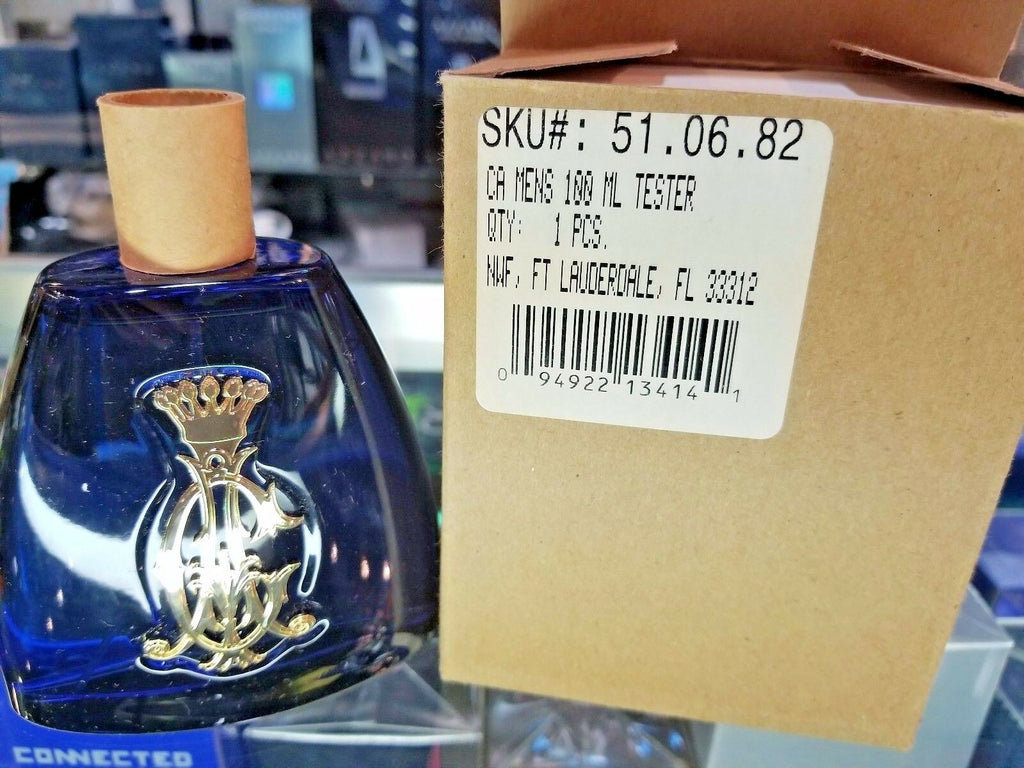 SKU#: 51.06.82
CA MENS 100 ML TESTER
QTY: 1 PCS.
NWF, FT LAUDERDALE, FL 33312
0 94922 13414 1
CONNECTED